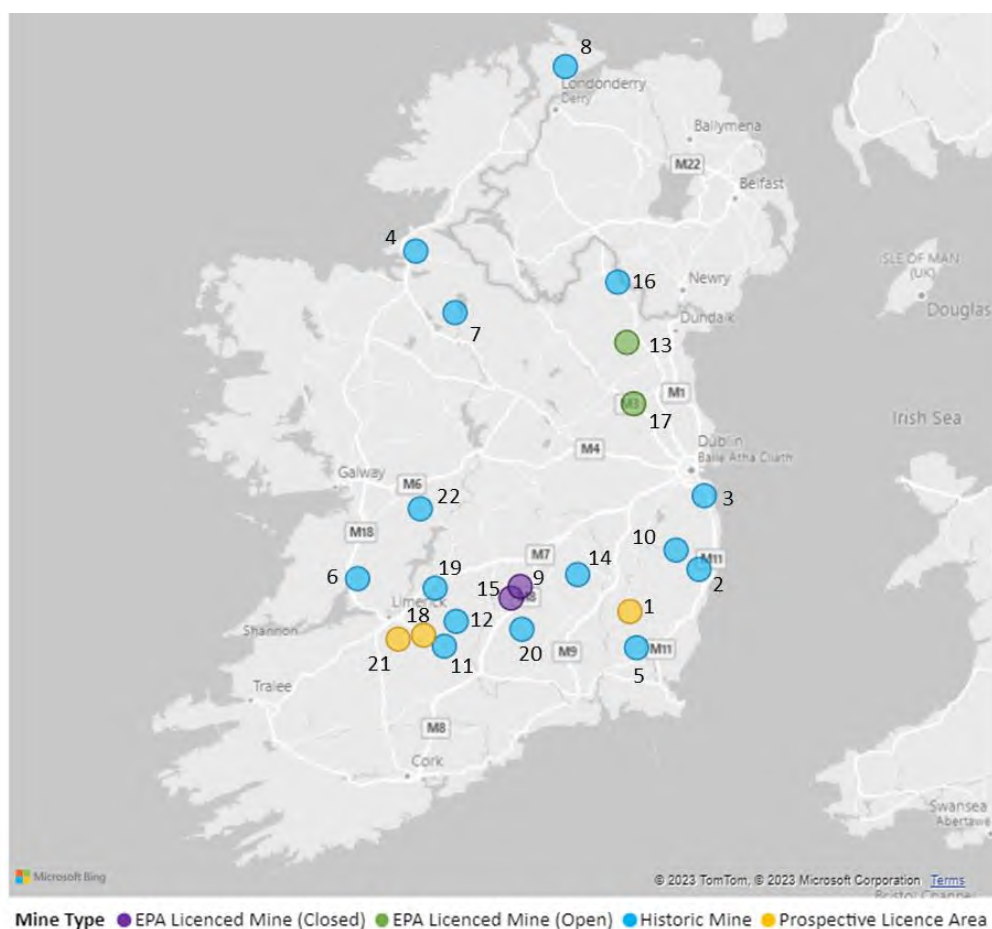 8
Londonderry
Derry
Ballymena
M22
Belfast
4
ISLE OF MAN
(UK)
16
Newry
Douglas
7
Dundalk
13
M3
M1
17
Irish Sea
Dublin
Baile Átha Cliath
M4
Galway
M6
22
3
M18
10
M7
14
M11
6
19
9
2
15
Limerick
1
12
18
Shannon
20
M9
M11
21
11
5
Tralee
M8
Cork
Swansea
Abertawe
Microsoft Bing
© 2023 TomTom, © 2023 Microsoft Corporation Terms
Bristol Channel
Mine Type EPA Licenced Mine (Closed) EPA Licenced Mine (Open) Historic Mine Prospective Licence Area